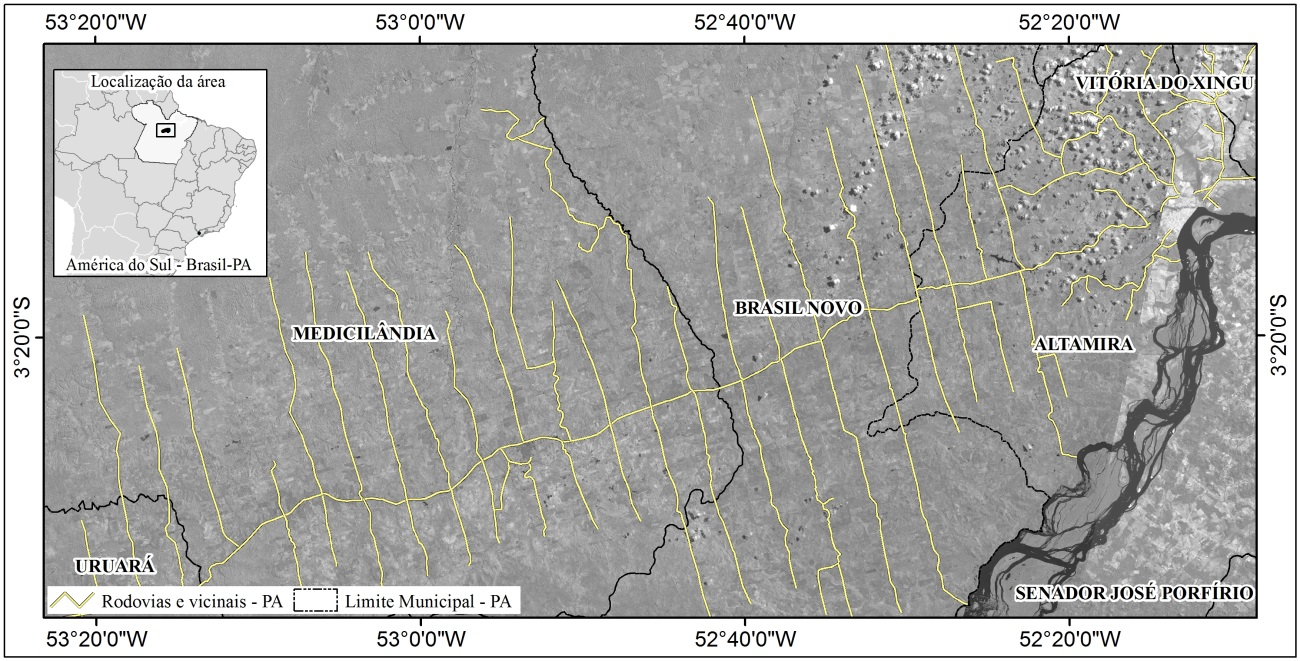 53°20'0"W 53°0'0"W 52°40'0"W 52°20'0"W
Localização da área
América do Sul - Brasil-PA
VITÓRIA DO XINGU
BRASIL NOVO
MEDICILÂNDIA
ALTAMIRA
3°20'0"S
3°20'0"S
URUARÁ
SENADOR JOSÉ PORFÍRIO
Rodovias e vicinais - PA Limite Municipal - PA
53°20'0"W 53°0'0"W 52°40'0"W 52°20'0"W